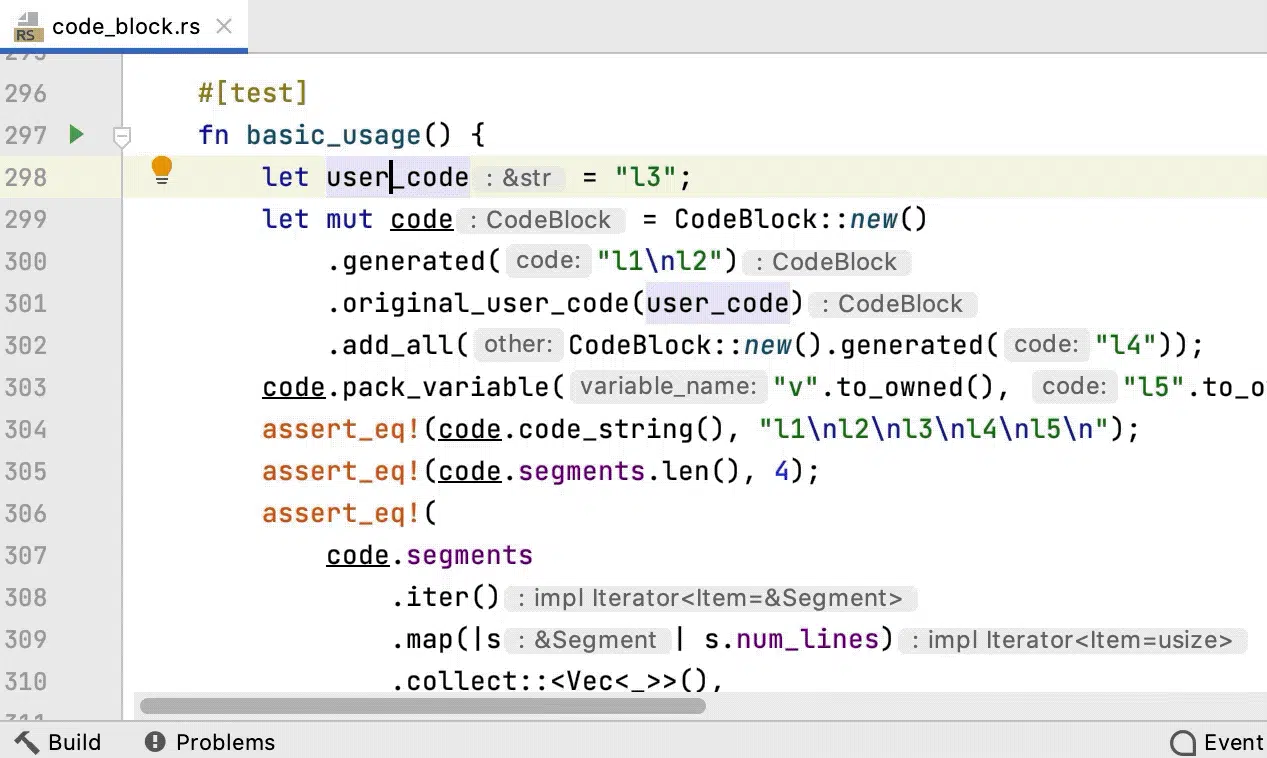 RS code_block.rs
295
296 #[test]
297 fn basic_usage() {
298 let user_code : &str = "l3";
299 let mut code : CodeBlock = CodeBlock::new()
300 .generated( code: "l1\nl2") : CodeBlock
301 .original_user_code(user_code) : CodeBlock
302 .add_all( other: CodeBlock::new().generated( code: "l4"));
303 code.pack_variable( variable_name: "v".to_owned(), code: "l5".to_o
304 assert_eq!(code.code_string(), "l1\nl2\nl3\nl4\nl5\n");
305 assert_eq!(code.segments.len(), 4);
306 assert_eq!(
307 code.segments
308 .iter() : impl Iterator<Item=&Segment>
309 .map(|s : &Segment | s.num_lines) : impl Iterator<Item=usize>
310 .collect::<Vec<_>>(),
311
Build Problems Event